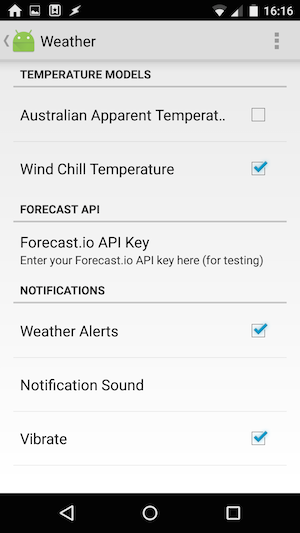 16:16
Weather
TEMPERATURE MODELS
Australian Apparent Temperat..
Wind Chill Temperature
FORECAST API
Forecast.io API Key
Enter your Forecast.io API key here (for testing)
NOTIFICATIONS
Weather Alerts
Notification Sound
Vibrate